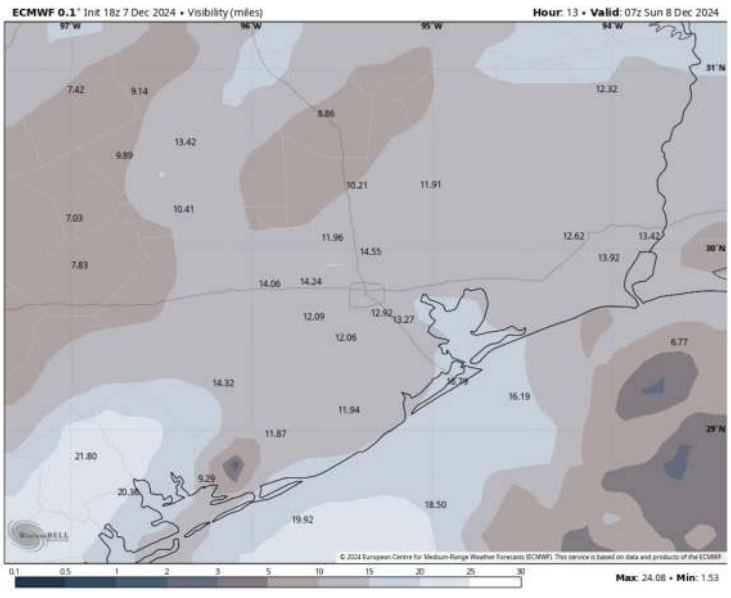 ECMWF 0.1° Init 18z 7 Dec 2024 • Visibility (miles) Hour: 13 • Valid: 07z Sun 8 Dec 2024
97°W 96°W 95°W 94°W
31°N
7.42 9.14 12.32
8.86
13.42
9.89
10.21 11.91
10.41
7.03
11.96 12.62 13.42
14.55 30°N
13.92
7.83
14.06 14.24
12.09 12.92 13.27
12.06 6.77
14.32 16.79
16.19
11.94
11.87 29°N
21.80
9.29
20.36
18.50
19.92
WeatherBELL
© 2024 European Centre for Medium-Range Weather Forecasts (ECMWF). This service is based on data and products of the ECMWF.
0.1 0.5 1 2 3 5 10 15 20 25 30
Max: 24.08 • Min: 1.53